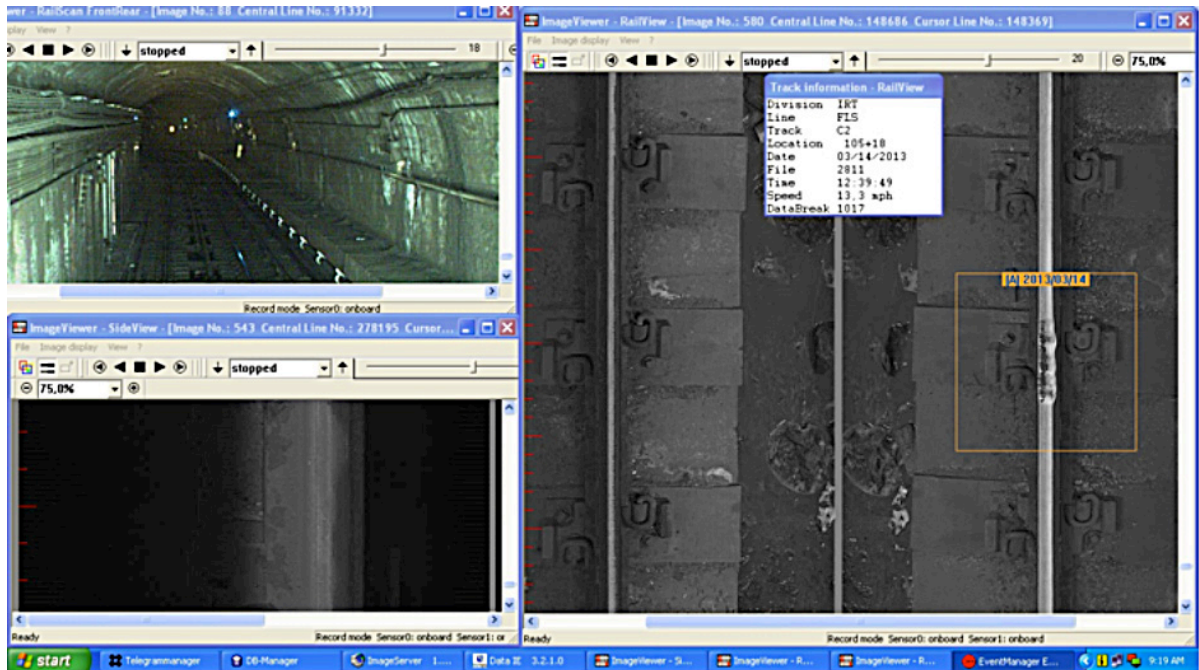 wer - RailScan FrontRear - [Image No.: 88 Central Line No.: 91332]
play View ?
stopped
18
Record mode Sensor0: onboard
ImageViewer - SideView - [Image No.: 543 Central Line No.: 278195 Cursor...
File Image display View ?
stopped
75,0%
Ready
Record mode Sensor0: onboard Sensor1: or
ImageViewer - RailView - [Image No.: 580 Central Line No.: 148686 Cursor Line No.: 148369]
File Image display View ?
stopped
20
75,0%
Track information - RailView
Division IRT
Line FLS
Track C2
Location 105+18
Date 03/14/2013
File 2811
Time 12:39:49
Speed 13,3 mph
DataBreak 1017
|A| 2013/03/14
Ready
Record mode Sensor0: onboard Sensor1: onboard
start
Telegrammanager
DB-Manager
ImageServer 1....
Data IE 3.2.1.0
ImageViewer - Si...
ImageViewer - R...
ImageViewer - R...
EventManager E...
9:19 AM